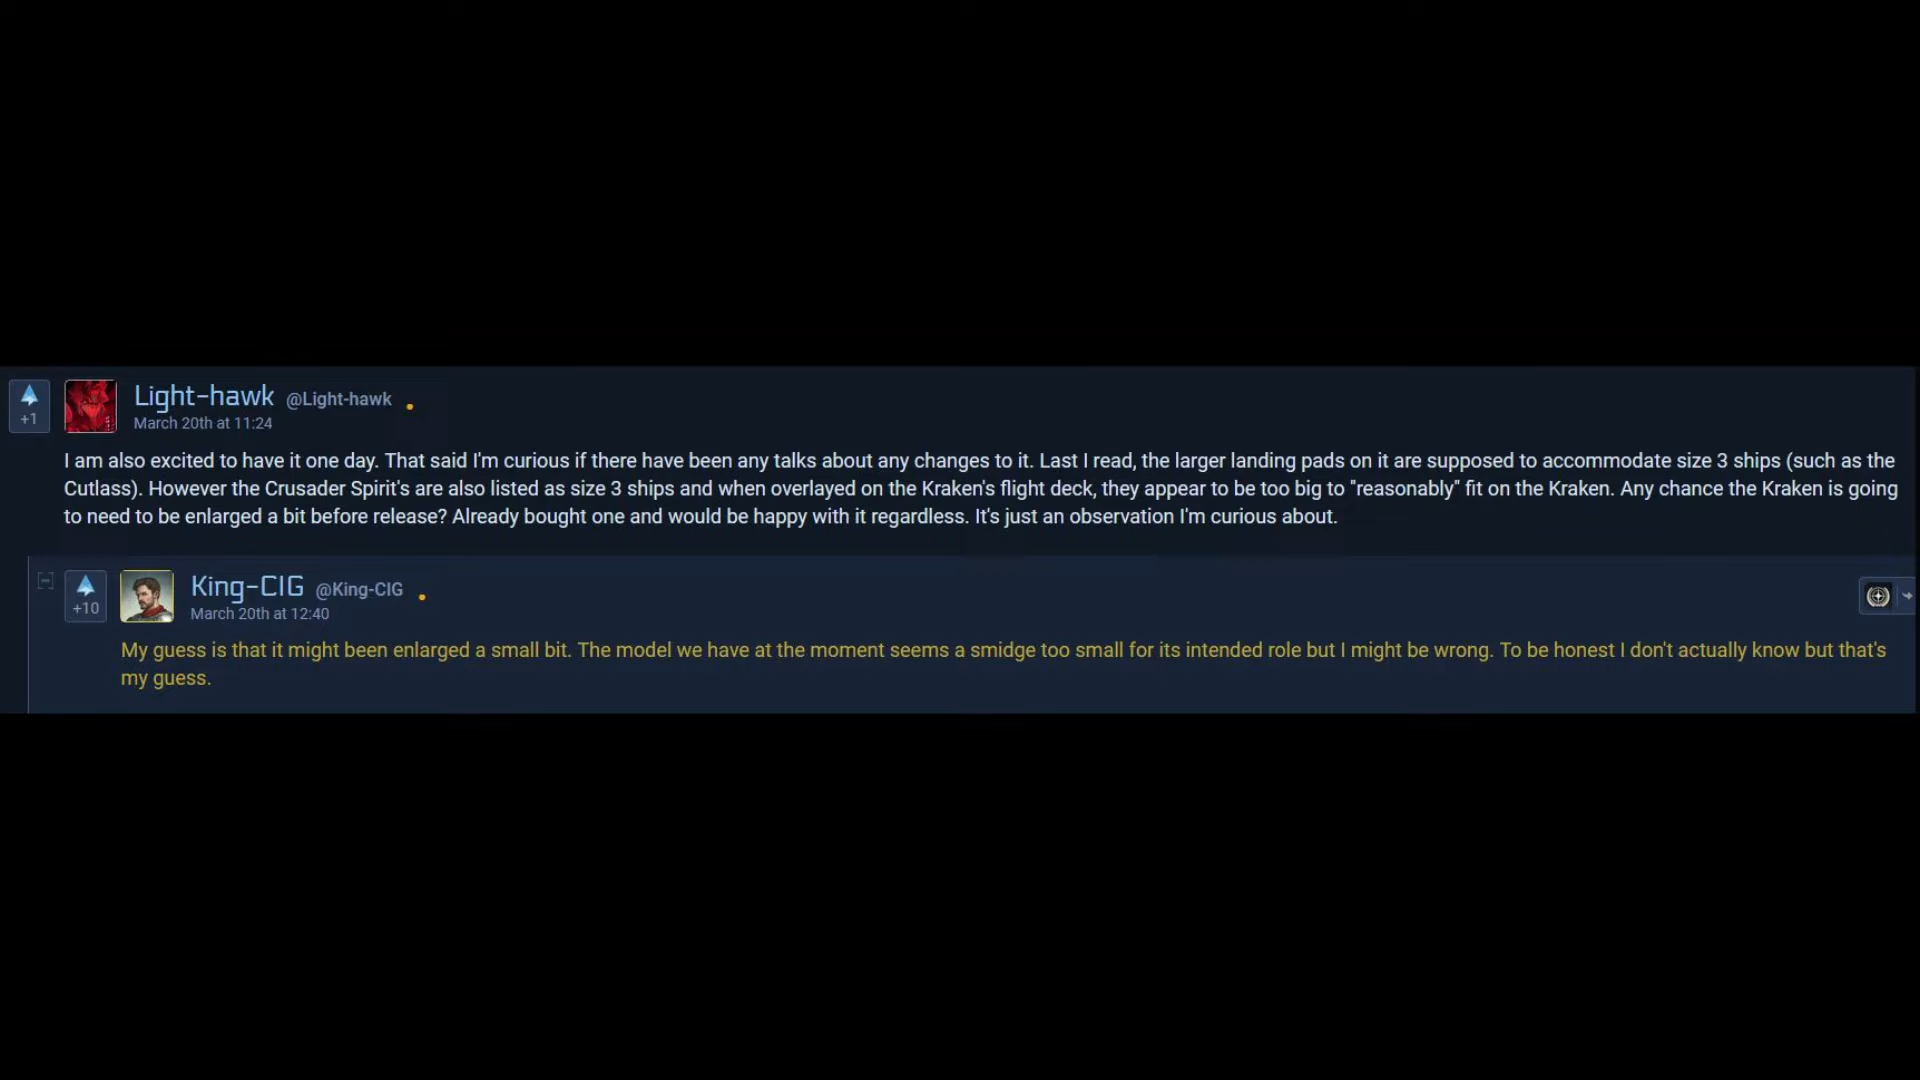 Light-hawk @Light-hawk
+1
March 20th at 11:24
I am also excited to have it one day. That said I'm curious if there have been any talks about any changes to it. Last I read, the larger landing pads on it are supposed to accommodate size 3 ships (such as the
Cutlass). However the Crusader Spirit's are also listed as size 3 ships and when overlayed on the Kraken's flight deck, they appear to be too big to "reasonably" fit on the Kraken. Any chance the Kraken is going
to need to be enlarged a bit before release? Already bought one and would be happy with it regardless. It's just an observation I'm curious about.
[-]
King-CIG @King-CIG
+10
March 20th at 12:40
My guess is that it might been enlarged a small bit. The model we have at the moment seems a smidge too small for its intended role but I might be wrong. To be honest I don't actually know but that's
my guess.